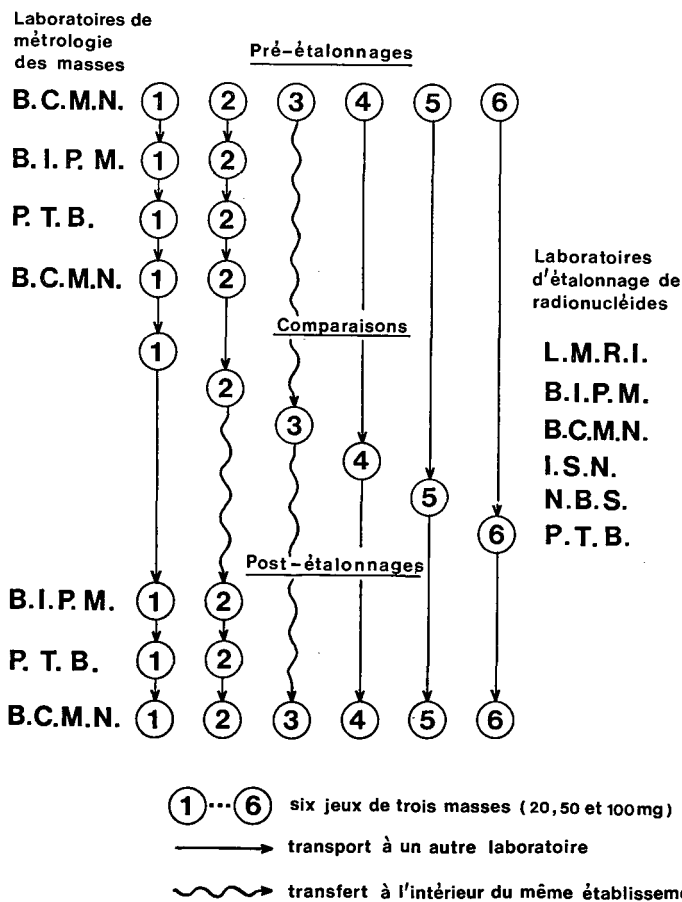 Laboratoires de
métrologie
des masses
Pré-étalonnages
B.C.M.N. 1 2 3 4 5 6
B.I.P.M. 1 2
P.T.B. 1 2
B.C.M.N. 1 2
Laboratoires
d'étalonnage de
radionucléides
Comparaisons
1
L.M.R.I.
2
B.I.P.M.
3
B.C.M.N.
4
I.S.N.
5
N.B.S.
6
P.T.B.
Post-étalonnages
B.I.P.M. 1 2
P.T.B. 1 2
B.C.M.N. 1 2 3 4 5 6
1 ... 6 six jeux de trois masses (20, 50 et 100mg)
transport à un autre laboratoire
transfert à l'intérieur du même établisseme